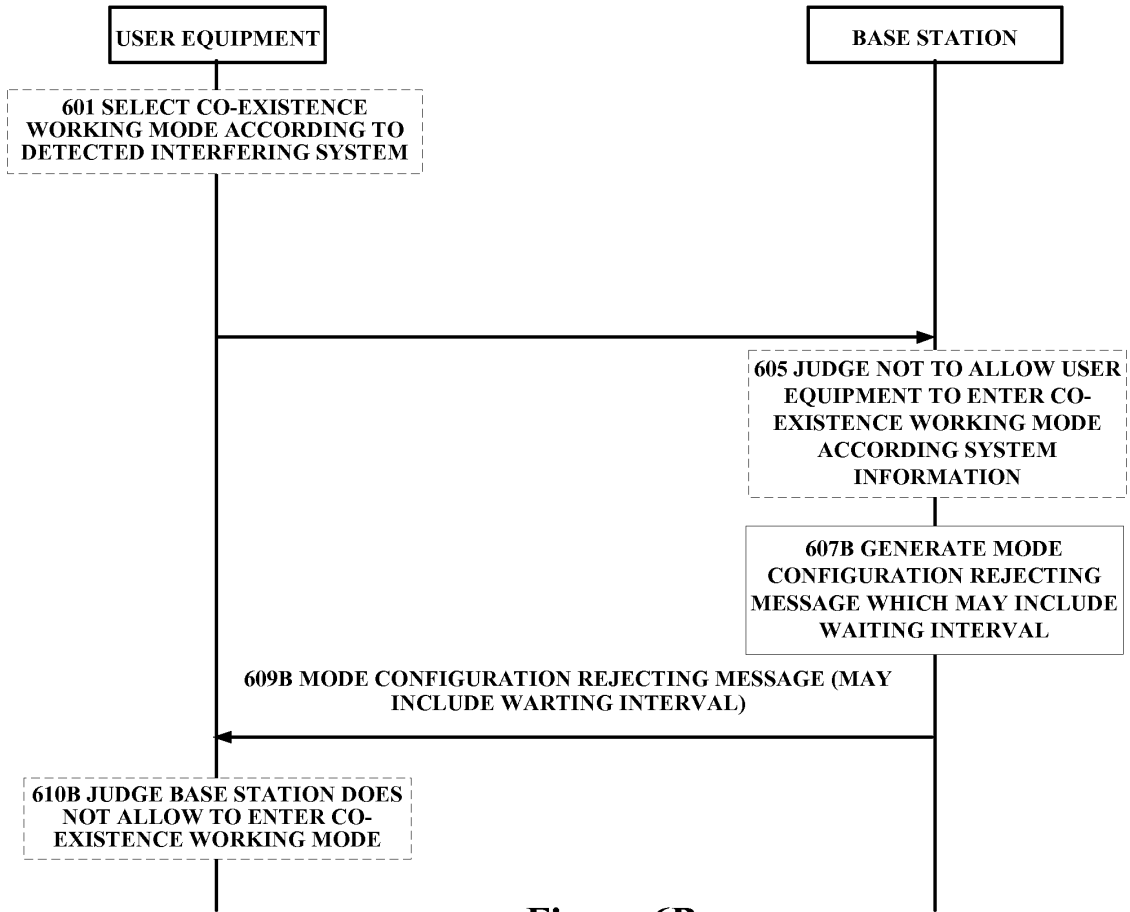 USER EQUIPMENT
BASE STATION
601 SELECT CO-EXISTENCE
WORKING MODE ACCORDING TO
DETECTED INTERFERING SYSTEM
605 JUDGE NOT TO ALLOW USER
EQUIPMENT TO ENTER CO-
EXISTENCE WORKING MODE
ACCORDING SYSTEM
INFORMATION
607B GENERATE MODE
CONFIGURATION REJECTING
MESSAGE WHICH MAY INCLUDE
WAITING INTERVAL
609B MODE CONFIGURATION REJECTING MESSAGE (MAY
INCLUDE WARTING INTERVAL)
610B JUDGE BASE STATION DOES
NOT ALLOW TO ENTER CO-
EXISTENCE WORKING MODE
Figure 6B